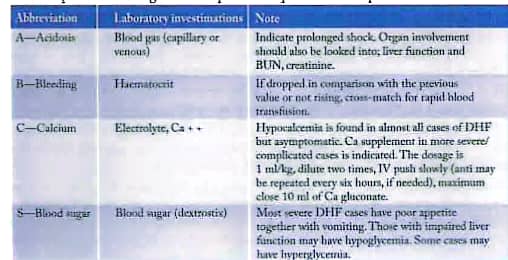 Abbreviation Laboratory investimations Note
A—Acidosis Blood gas (capillary or Indicate prolonged shock. Organ involvement
venous) should also be looked into; liver function and
BUN, creatinine.
B—Bleeding Haematocrit If dropped in comparison with the previous
value or not rising, cross-match for rapid blood
transfusion.
C—Calcium Electrolyte, Ca + + Hypocalcemia is found in almost all cases of DHF
but asymptomatic. Ca supplement in more severe/
complicated cases is indicated. The dosage is
1 ml/kg, dilute two times, IV push slowly (anti may
be repeated every six hours, if needed), maximum
close 10 ml of Ca gluconate.
S—Blood sugar Blood sugar (dextrostix) Most severe DHF cases have poor appetite
together with vomiting. Those with impaired liver
function may have hypoglycemia. Some cases may
have hyperglycemia.